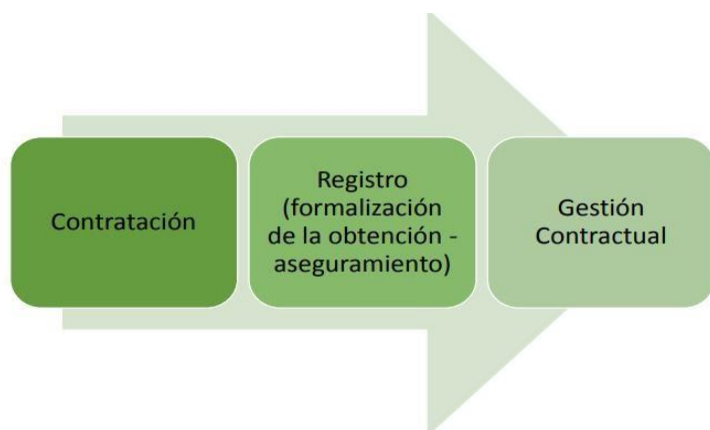 Contratación
Registro
(formalización
de la obtención -
aseguramiento)
Gestión
Contractual